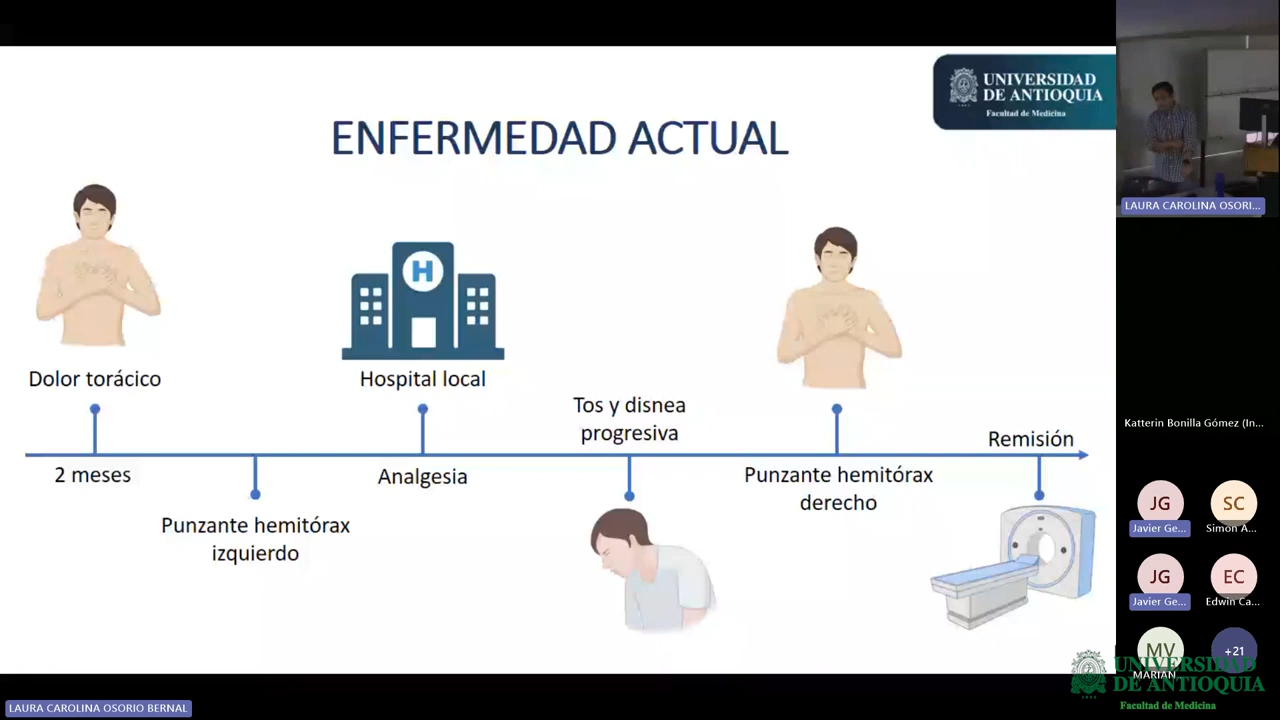 UNIVERSIDAD
DE ANTIOQUIA
1803
Facultad de Medicina
ENFERMEDAD ACTUAL
H
Dolor torácico
Hospital local
Tos y disnea
progresiva
Remisión
2 meses
Analgesia
Punzante hemitórax
derecho
Punzante hemitórax
izquierdo
LAURA CAROLINA OSORI...
Katterin Bonilla Gómez (In...
JG
SC
Javier Ge...
Simon A...
JG
EC
Javier Ge...
Edwin Ca...
MV
+21
MARIAN
UNIVERSIDAD
DE ANTIOQUIA
Facultad de Medicina
LAURA CAROLINA OSORIO BERNAL